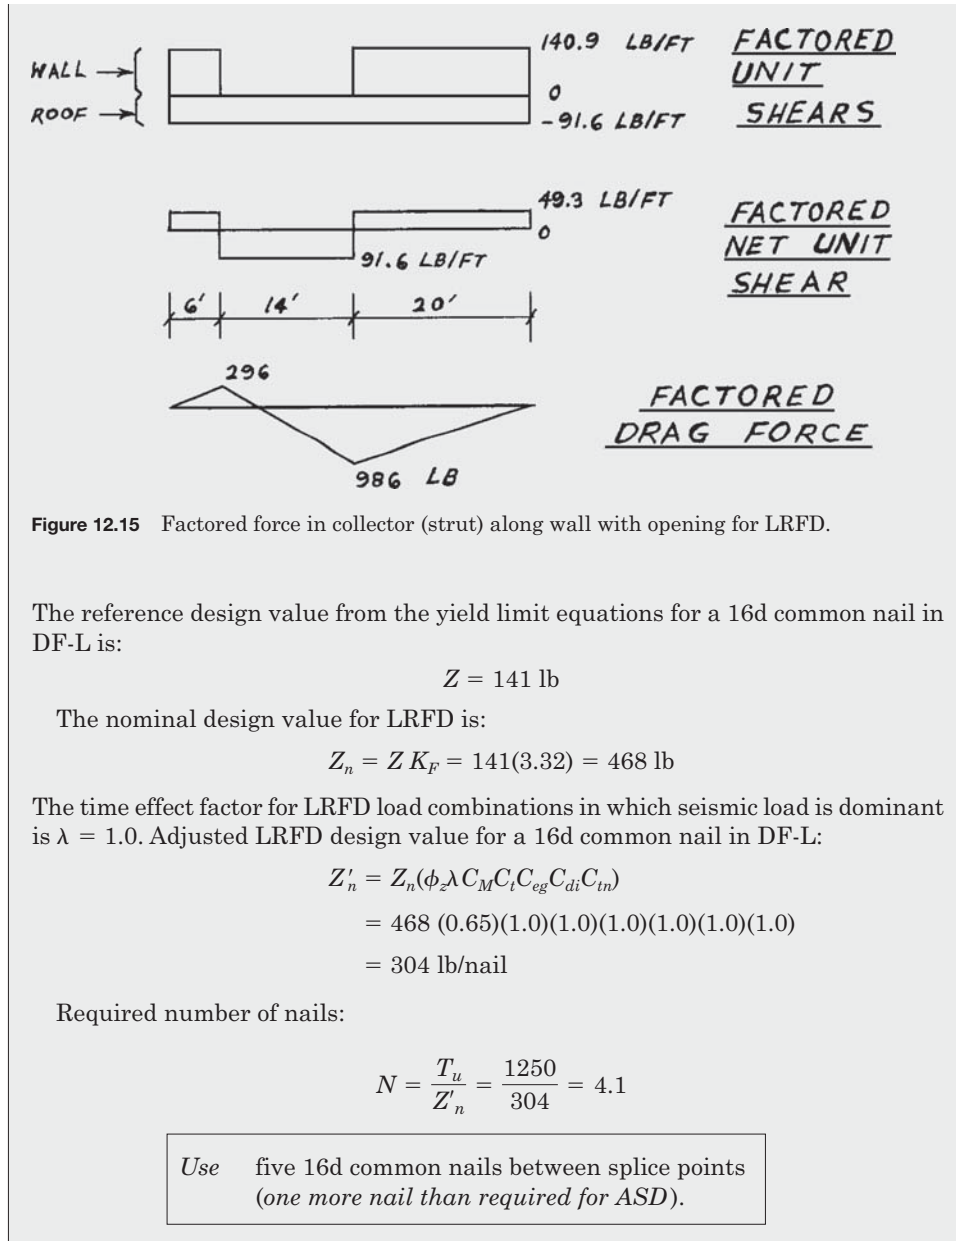 WALL
ROOF
140.9 LB/FT
0
-91.6 LB/FT
FACTORED
UNIT
SHEARS
49.3 LB/FT
0
91.6 LB/FT
FACTORED
NET UNIT
SHEAR
6' 14' 20'
296
986 LB
FACTORED
DRAG FORCE
Figure 12.15 Factored force in collector (strut) along wall with opening for LRFD.
The reference design value from the yield limit equations for a 16d common nail in
DF-L is:
Z = 141 lb
The nominal design value for LRFD is:
Zₙ = Z K_F = 141(3.32) = 468 lb
The time effect factor for LRFD load combinations in which seismic load is dominant
is λ = 1.0. Adjusted LRFD design value for a 16d common nail in DF-L:
Z′ₙ = Zₙ(ϕ_zλC_MC_tC_egC_diC_tn)
= 468 (0.65)(1.0)(1.0)(1.0)(1.0)(1.0)(1.0)
= 304 lb/nail
Required number of nails:
N = T_u / Z′ₙ = 1250 / 304 = 4.1
Use five 16d common nails between splice points
(one more nail than required for ASD).